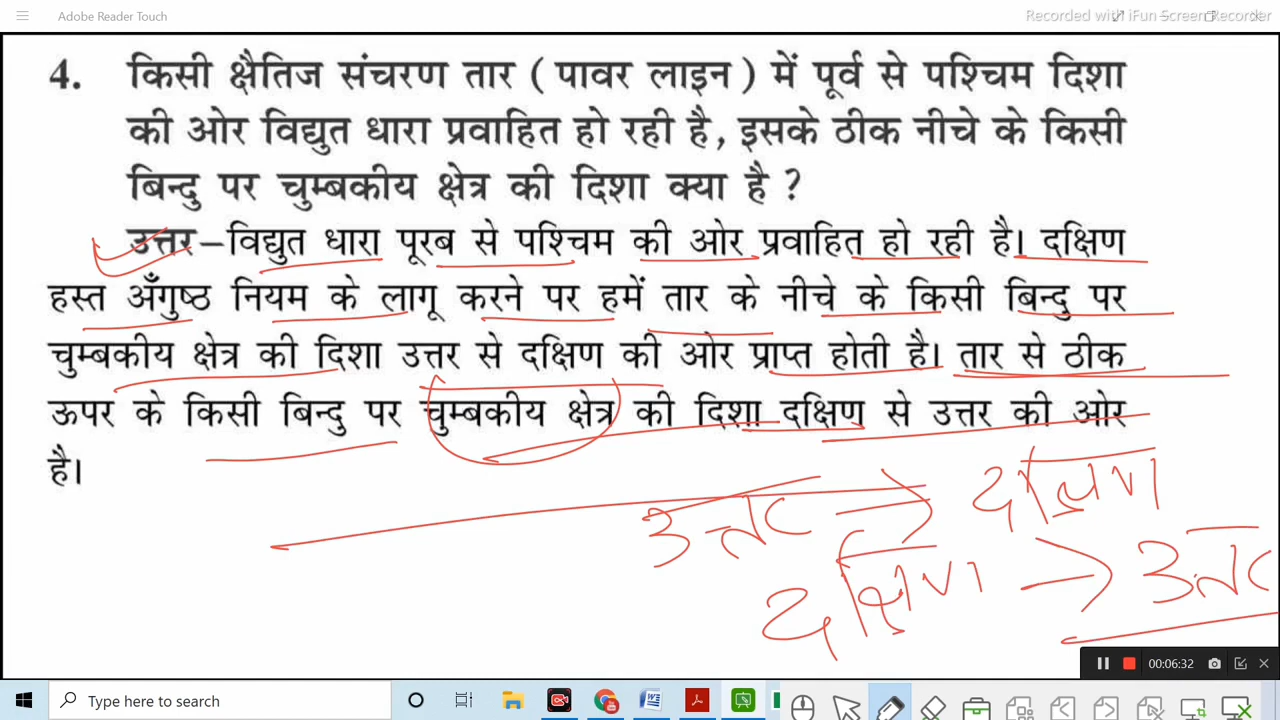 Adobe Reader Touch
Recorded with iFun Screen Recorder
4. किसी क्षैतिज संचरण तार ( पावर लाइन ) में पूर्व से पश्चिम दिशा
की ओर विद्युत धारा प्रवाहित हो रही है, इसके ठीक नीचे के किसी
बिन्दु पर चुम्बकीय क्षेत्र की दिशा क्या है ?
उत्तर –विद्युत धारा पूरब से पश्चिम की ओर प्रवाहित हो रही है। दक्षिण
हस्त अँगुष्ठ नियम के लागू करने पर हमें तार के नीचे के किसी बिन्दु पर
चुम्बकीय क्षेत्र की दिशा उत्तर से दक्षिण की ओर प्राप्त होती है। तार से ठीक
ऊपर के किसी बिन्दु पर चुम्बकीय क्षेत्र की दिशा दक्षिण से उत्तर की ओर
है।
उत्तर → दक्षिण
दक्षिण → उत्तर
00:06:32
Type here to search